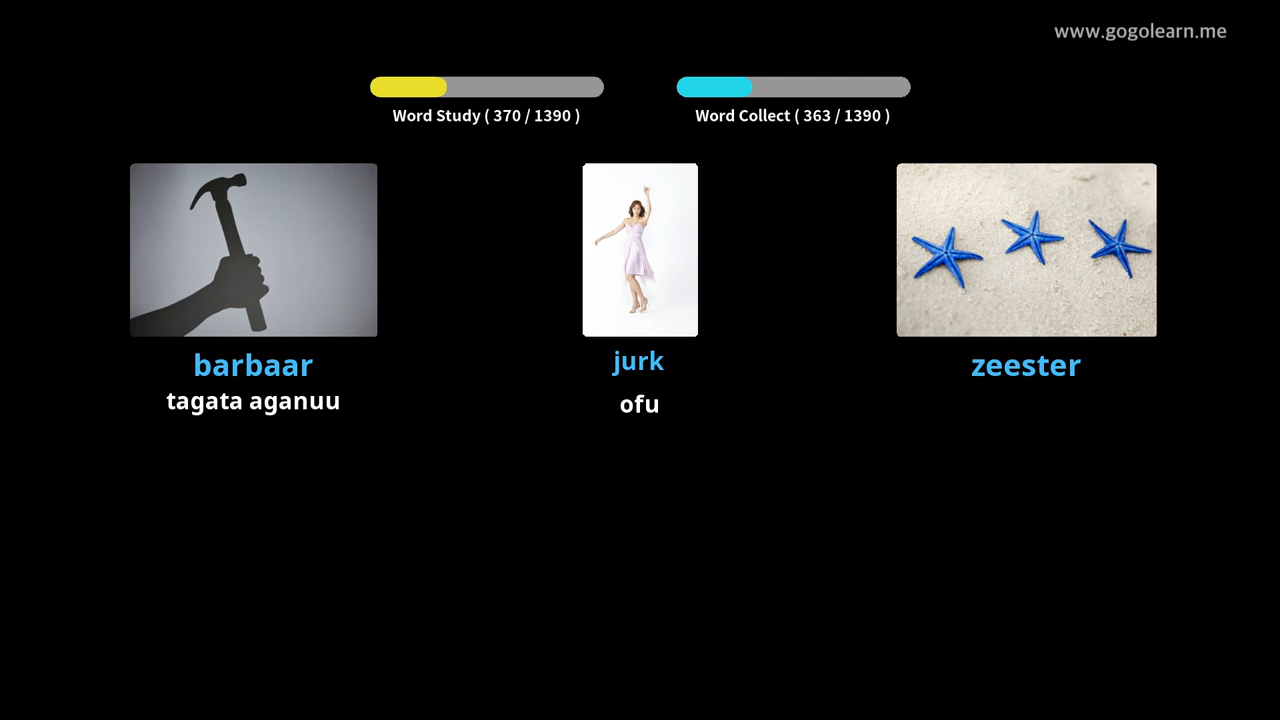 www.gogolearn.me
Word Study ( 370 / 1390 )
Word Collect ( 363 / 1390 )
barbaar
tagata aganuu
jurk
ofu
zeester